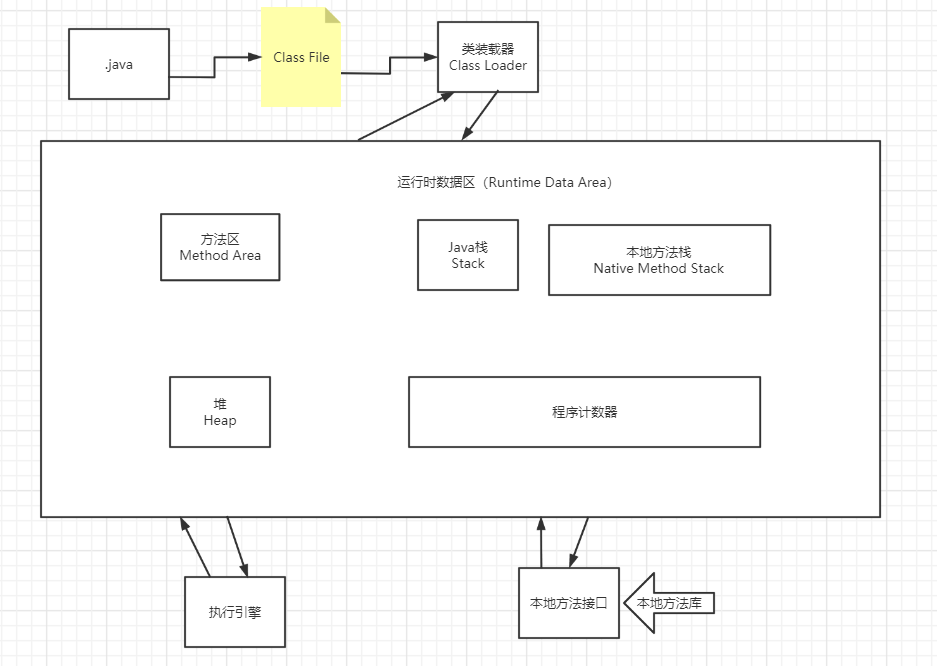 .java
Class File
类装载器
Class Loader
运行时数据区（Runtime Data Area）
方法区
Method Area
Java栈
Stack
本地方法栈
Native Method Stack
堆
Heap
程序计数器
执行引擎
本地方法接口
本地方法库